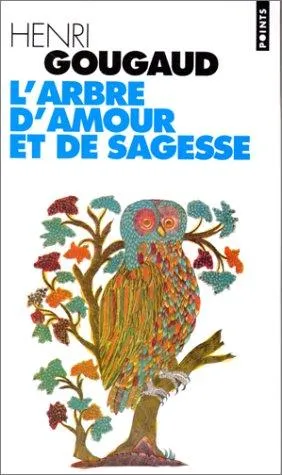 HENRI
GOUGAUD
L'ARBRE
D'AMOUR
ET DE SAGESSE
POINTS